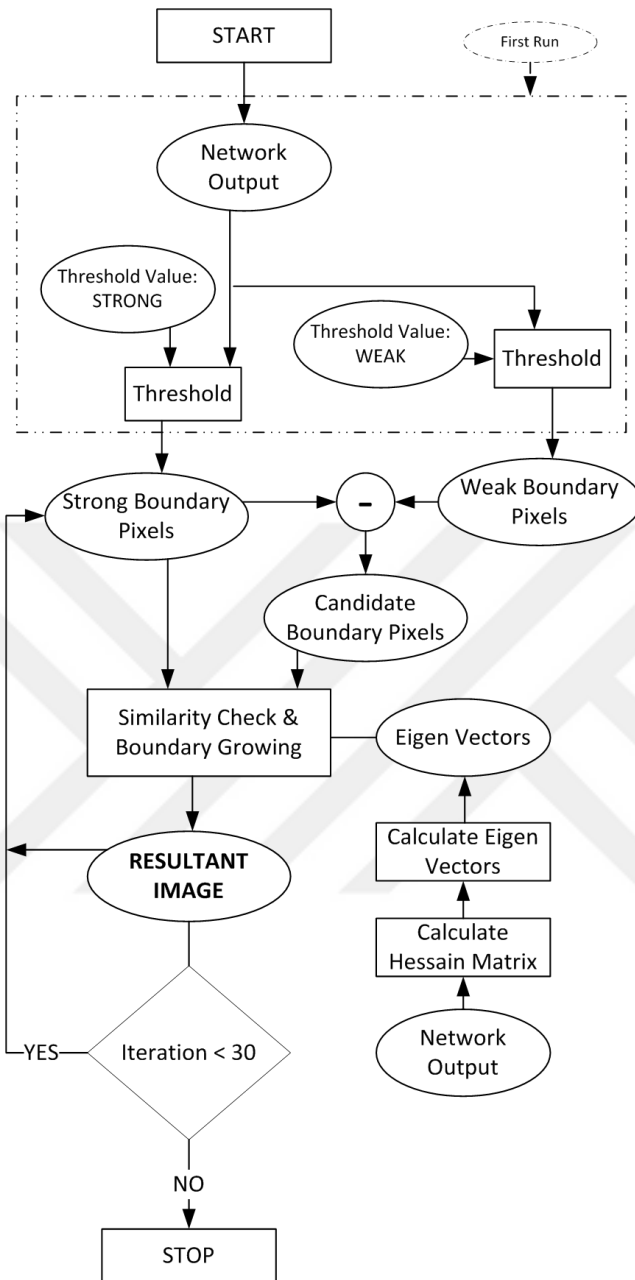 START
First Run
Network
Output
Threshold Value:
STRONG
Threshold Value:
WEAK
Threshold
Threshold
Strong Boundary
Pixels
-
Weak Boundary
Pixels
Candidate
Boundary Pixels
Similarity Check &
Boundary Growing
Eigen Vectors
RESULTANT
IMAGE
Calculate Eigen
Vectors
Calculate
Hessain Matrix
Network
Output
YES
Iteration < 30
NO
STOP